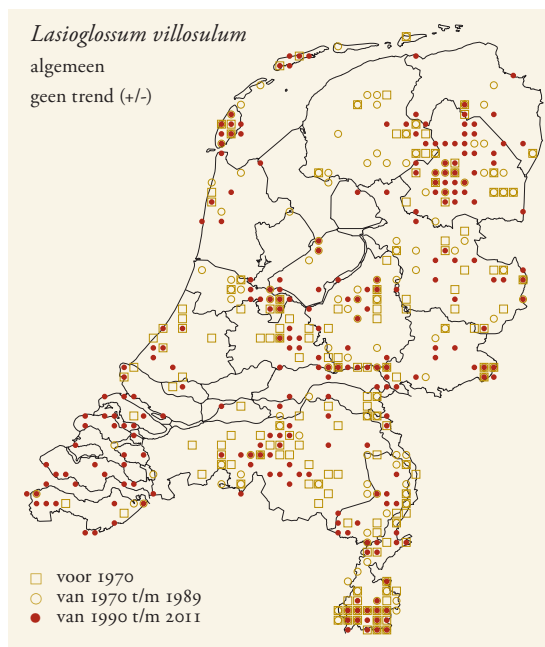 Lasioglossum villosulum
algemeen
geen trend (+/-)
voor 1970
van 1970 t/m 1989
van 1990 t/m 2011